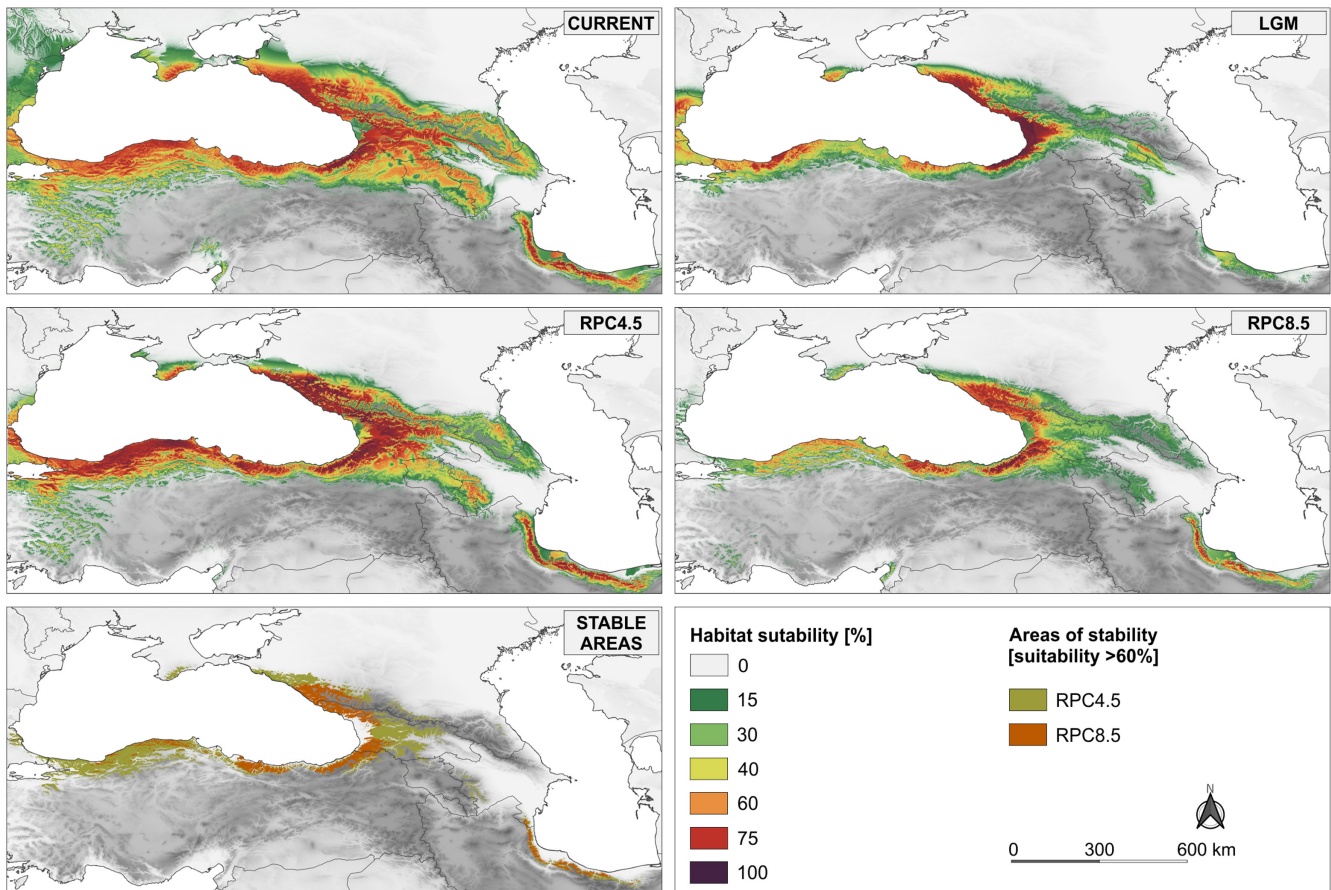 CURRENT
LGM
RPC4.5
RPC8.5
STABLE
AREAS
Habitat sutability [%]
0
15
30
40
60
75
100
Areas of stability
[suitability >60%]
RPC4.5
RPC8.5
N
0 300 600 km